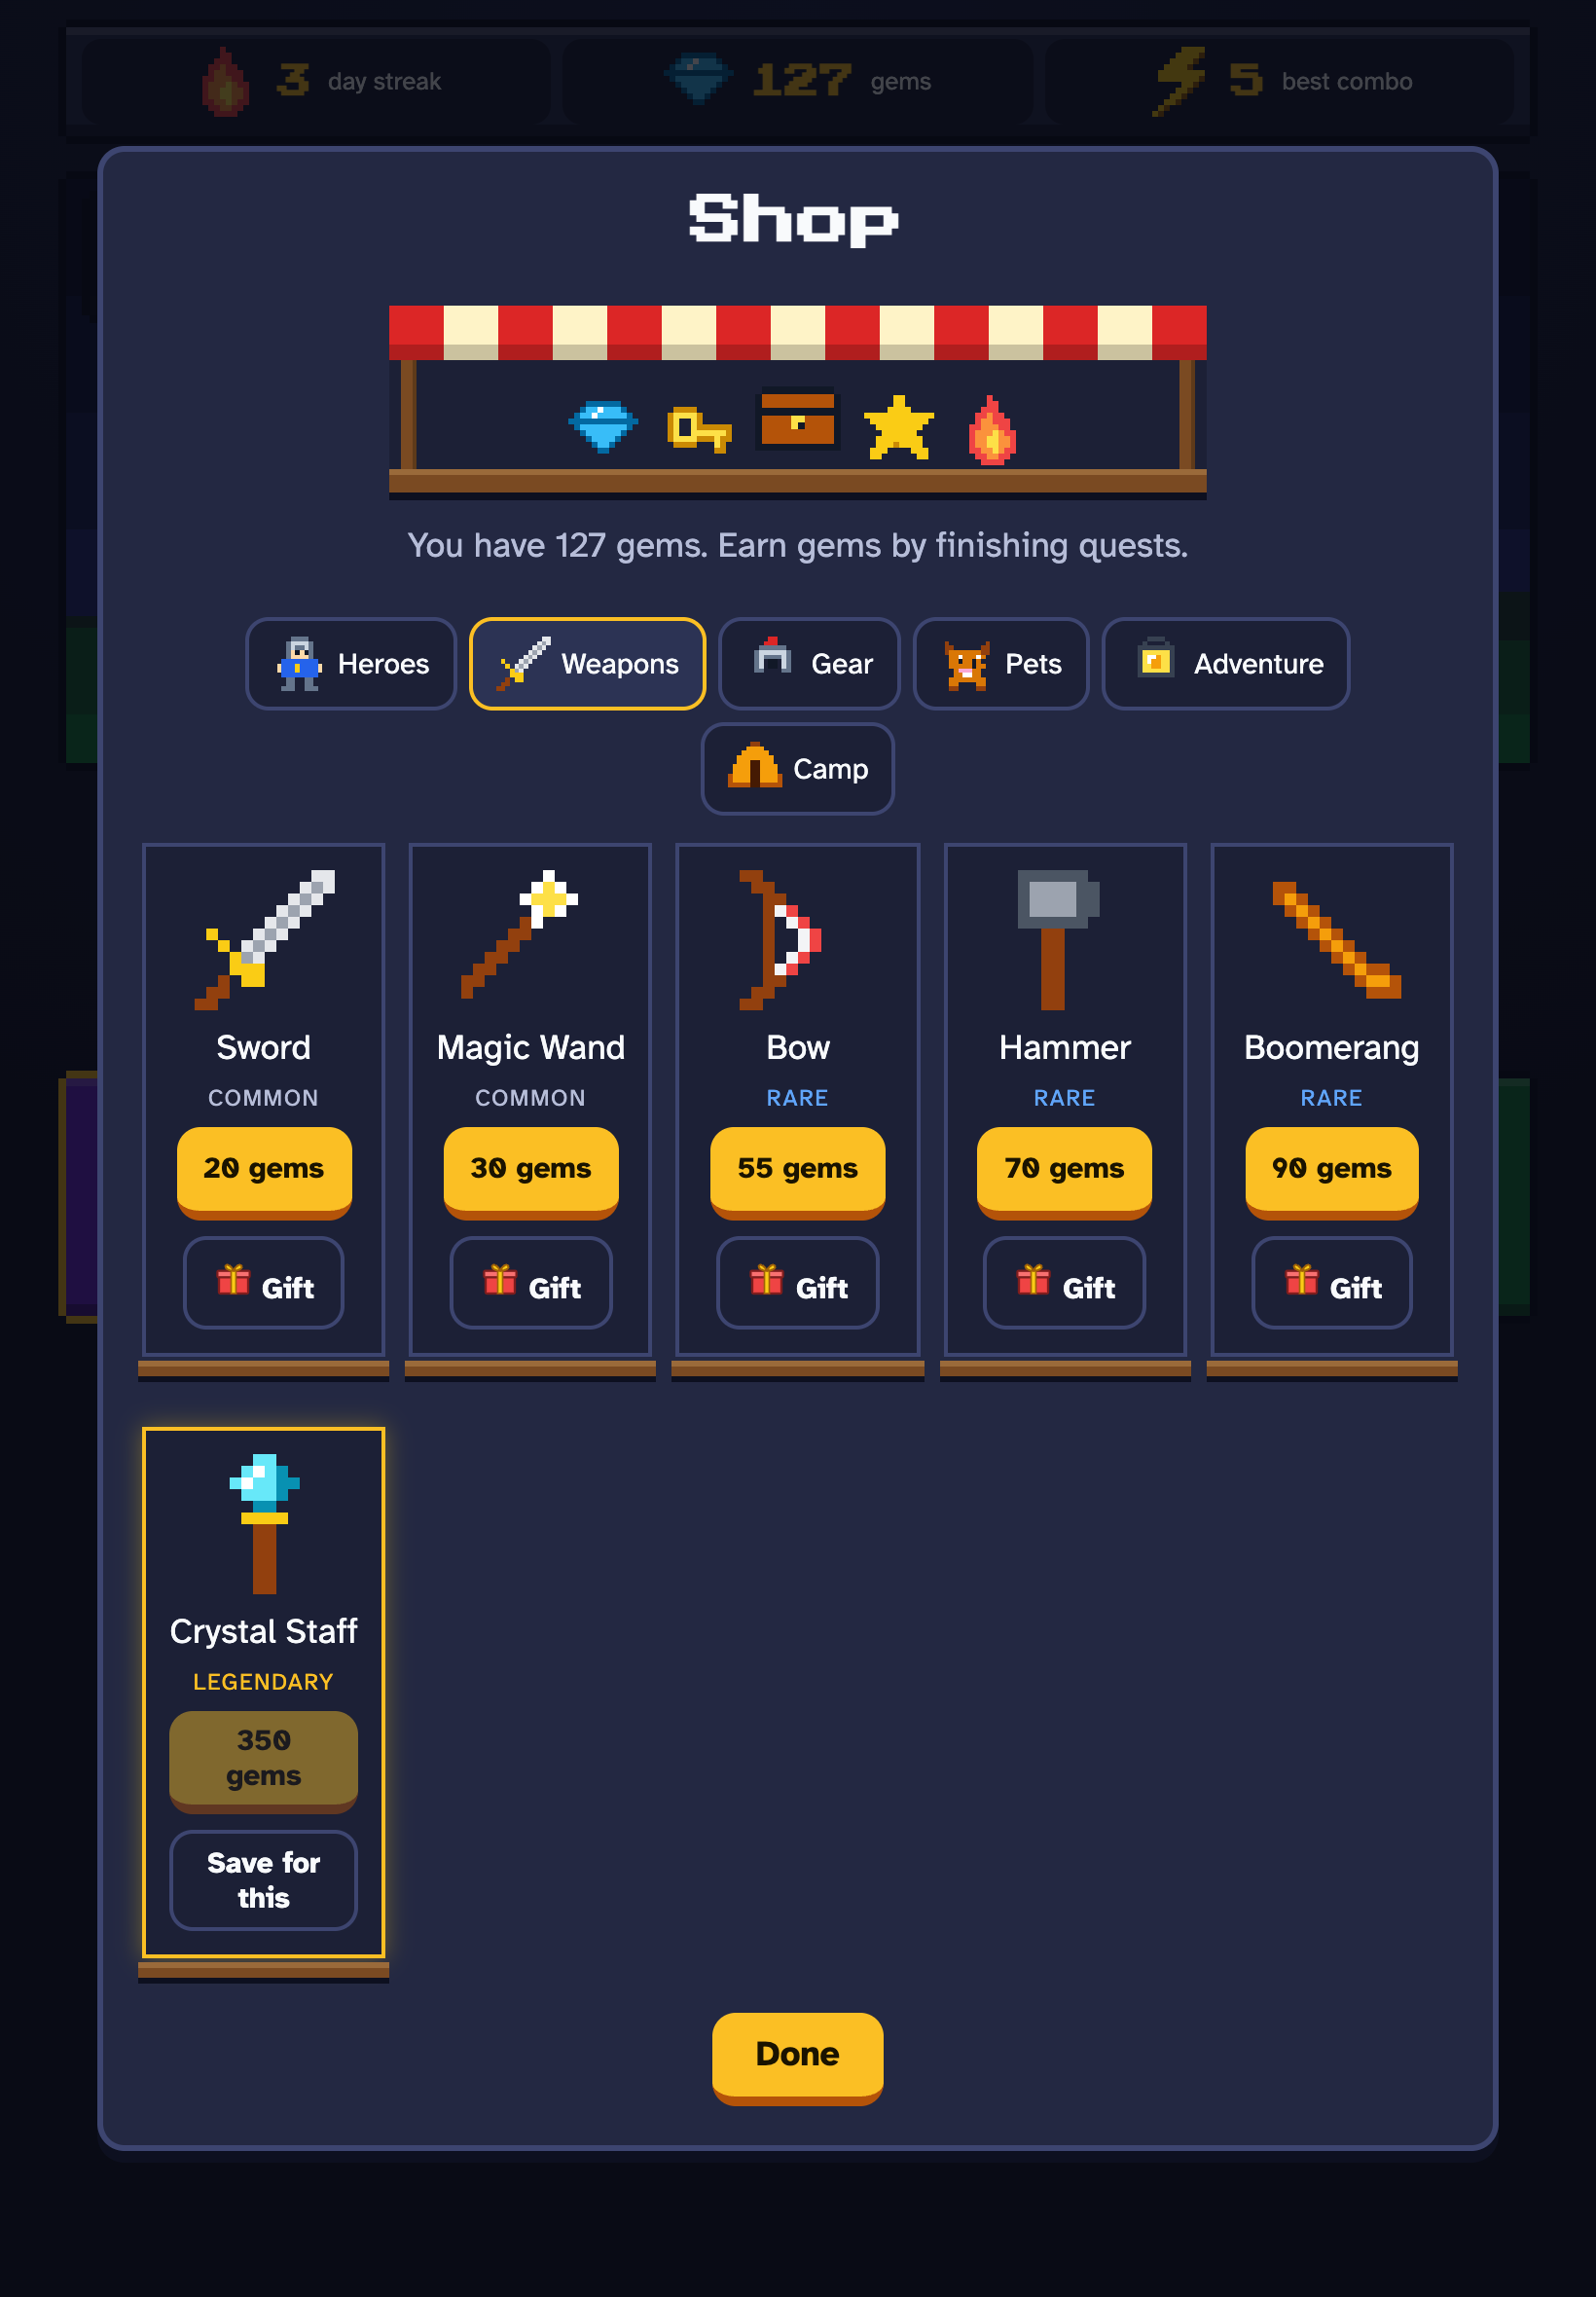 3 day streak
127 gems
5 best combo
Shop
You have 127 gems. Earn gems by finishing quests.
Heroes
Weapons
Gear
Pets
Adventure
Camp
Sword
COMMON
20 gems
Gift
Magic Wand
COMMON
30 gems
Gift
Bow
RARE
55 gems
Gift
Hammer
RARE
70 gems
Gift
Boomerang
RARE
90 gems
Gift
Crystal Staff
LEGENDARY
350
gems
Save for
this
Done